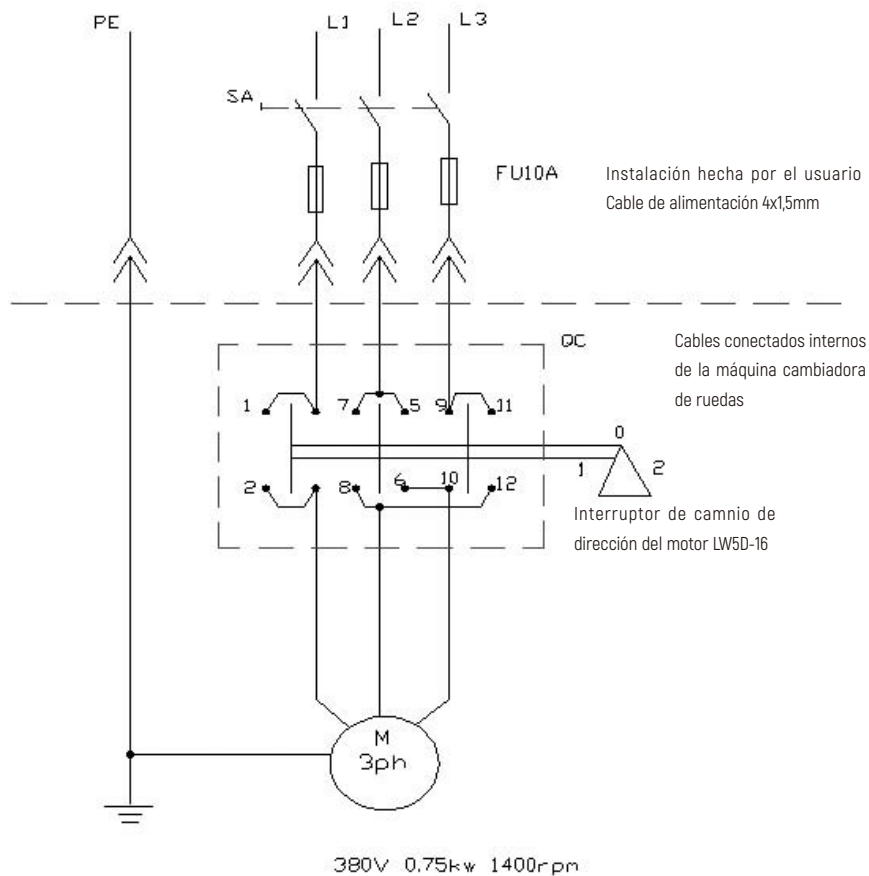 PE
L1
L2
L3
SA
FU10A
Instalación hecha por el usuario
Cable de alimentación 4x1,5mm
QC
Cables conectados internos
de la máquina cambiadora
de ruedas
1
7
5
9
11
0
1
2
2
8
6
10
12
Interruptor de camnio de
dirección del motor LW5D-16
M
3ph
380V 0.75kw 1400rpm